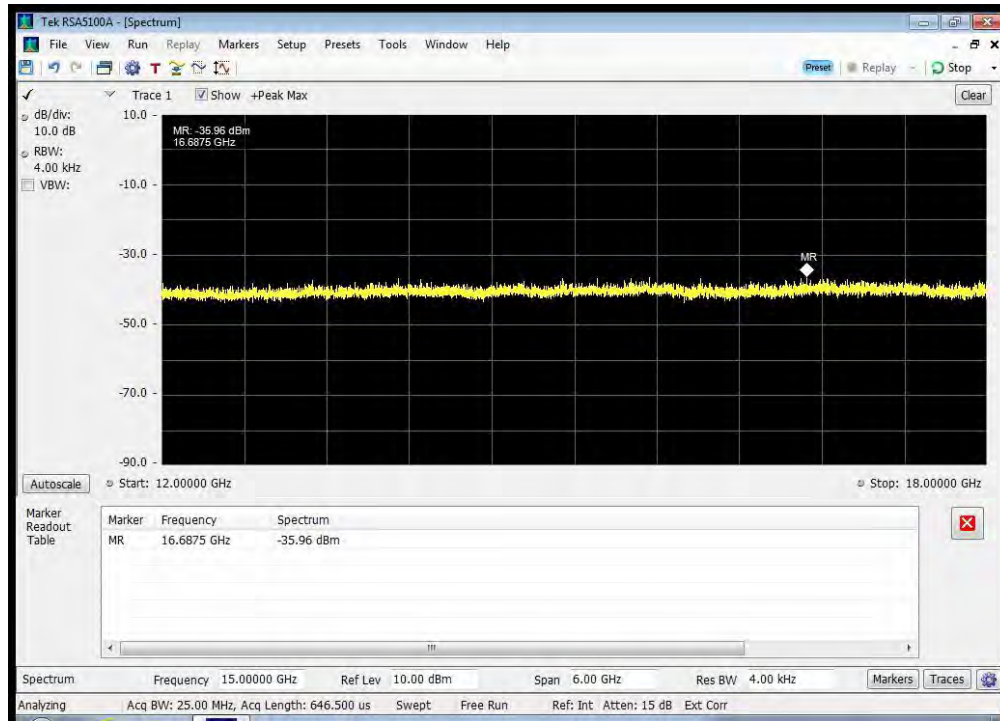 Tek RSA5100A - [Spectrum]
File View Run Replay Markers Setup Presets Tools Window Help
T Preset Replay Stop
Trace 1 Show +Peak Max Clear
dB/div:
10.0 dB
RBW:
4.00 kHz
VBW:
10.0
MR: -35.96 dBm
16.6875 GHz
-10.0
-30.0
MR
-50.0
-70.0
-90.0
Autoscale Start: 12.00000 GHz Stop: 18.00000 GHz
Marker
Readout
Table
Marker Frequency Spectrum
MR 16.6875 GHz -35.96 dBm
Spectrum Frequency 15.00000 GHz Ref Lev 10.00 dBm Span 6.00 GHz Res BW 4.00 kHz Markers Traces
Analyzing Acq BW: 25.00 MHz, Acq Length: 646.500 us Swept Free Run Ref: Int Atten: 15 dB Ext Corr